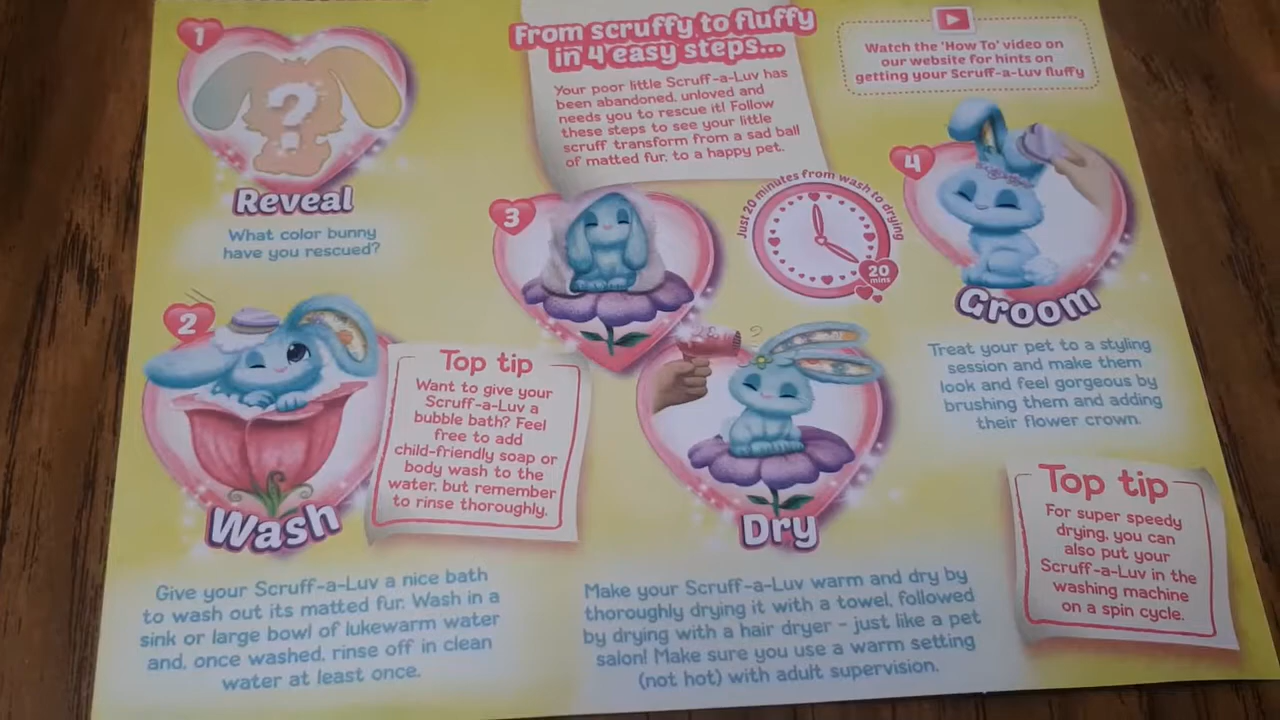 From scruffy to fluffy
in 4 easy steps...
Your poor little Scruff-a-Luv has
been abandoned, unloved and
needs you to rescue it! Follow
these steps to see your little
scruff transform from a sad ball
of matted fur, to a happy pet.
Watch the 'How To' video on
our website for hints on
getting your Scruff-a-Luv fluffy
1
?
Reveal
What color bunny
have you rescued?
2
Wash
Top tip
Want to give your
Scruff-a-Luv a
bubble bath? Feel
free to add
child-friendly soap or
body wash to the
water, but remember
to rinse thoroughly.
Give your Scruff-a-Luv a nice bath
to wash out its matted fur. Wash in a
sink or large bowl of lukewarm water
and, once washed, rinse off in clean
water at least once.
3
Just 20 minutes from wash to drying
20
mins
Dry
Make your Scruff-a-Luv warm and dry by
thoroughly drying it with a towel, followed
by drying with a hair dryer - just like a pet
salon! Make sure you use a warm setting
(not hot) with adult supervision.
4
Groom
Treat your pet to a styling
session and make them
look and feel gorgeous by
brushing them and adding
their flower crown.
Top tip
For super speedy
drying, you can
also put your
Scruff-a-Luv in the
washing machine
on a spin cycle.